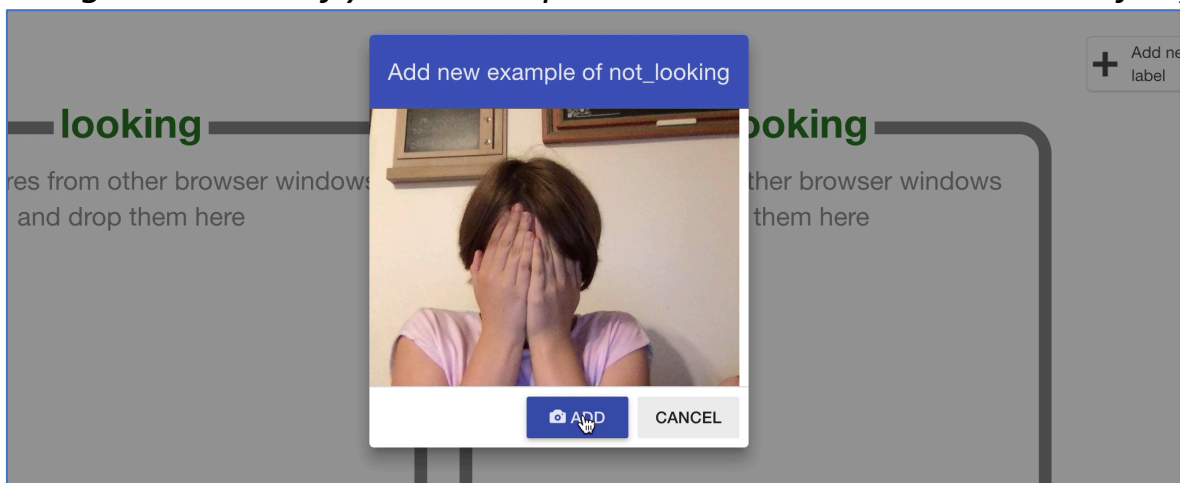 Add new example of not_looking
Add ne
label
looking
ooking
res from other browser windows
ther browser windows
and drop them here
them here
ADD
CANCEL